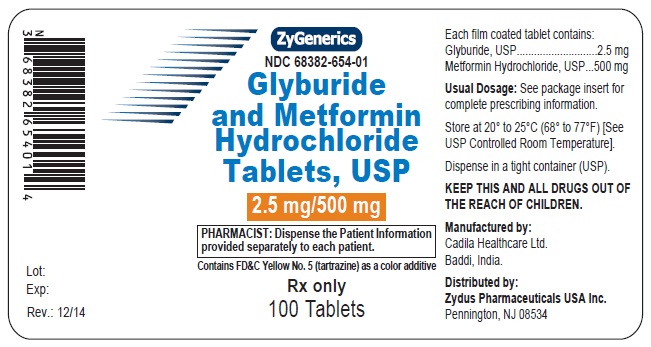 N
3 68382 65401 4
Lot:
Exp:
Rev.: 12/14
ZyGenerics
NDC 68382-654-01
Glyburide
and Metformin
Hydrochloride
Tablets, USP
2.5 mg/500 mg
PHARMACIST: Dispense the Patient Information
provided separately to each patient.
Contains FD&C Yellow No. 5 (tartrazine) as a color additive
Rx only
100 Tablets
Each film coated tablet contains:
Glyburide, USP...........................2.5 mg
Metformin Hydrochloride, USP...500 mg
Usual Dosage: See package insert for
complete prescribing information.
Store at 20° to 25°C (68° to 77°F) [See
USP Controlled Room Temperature].
Dispense in a tight container (USP).
KEEP THIS AND ALL DRUGS OUT OF
THE REACH OF CHILDREN.
Manufactured by:
Cadila Healthcare Ltd.
Baddi, India.
Distributed by:
Zydus Pharmaceuticals USA Inc.
Pennington, NJ 08534